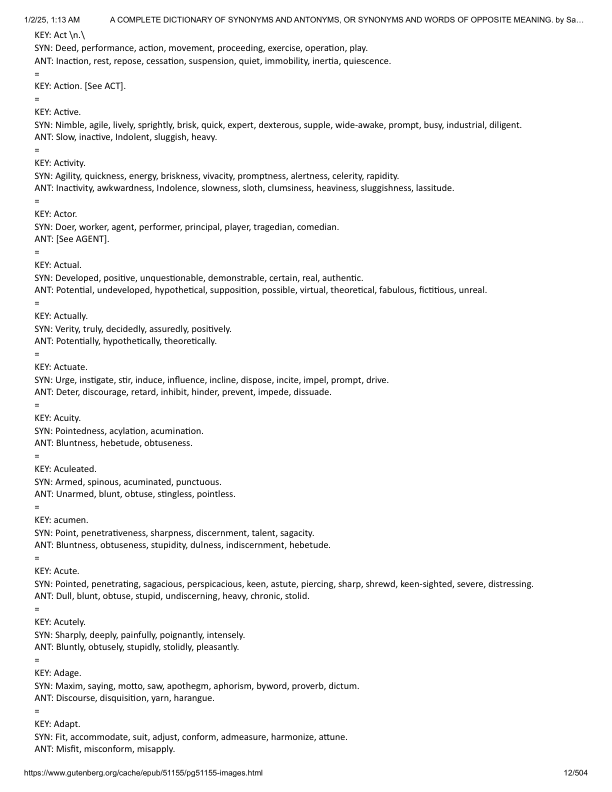 1/2/25, 1:13 AM A COMPLETE DICTIONARY OF SYNONYMS AND ANTONYMS, OR SYNONYMS AND WORDS OF OPPOSITE MEANING. by Sa…
KEY: Act \n.\
SYN: Deed, performance, action, movement, proceeding, exercise, operation, play.
ANT: Inaction, rest, repose, cessation, suspension, quiet, immobility, inertia, quiescence.
=
KEY: Action. [See ACT].
=
KEY: Active.
SYN: Nimble, agile, lively, sprightly, brisk, quick, expert, dexterous, supple, wide-awake, prompt, busy, industrial, diligent.
ANT: Slow, inactive, Indolent, sluggish, heavy.
=
KEY: Activity.
SYN: Agility, quickness, energy, briskness, vivacity, promptness, alertness, celerity, rapidity.
ANT: Inactivity, awkwardness, Indolence, slowness, sloth, clumsiness, heaviness, sluggishness, lassitude.
=
KEY: Actor.
SYN: Doer, worker, agent, performer, principal, player, tragedian, comedian.
ANT: [See AGENT].
=
KEY: Actual.
SYN: Developed, positive, unquestionable, demonstrable, certain, real, authentic.
ANT: Potential, undeveloped, hypothetical, supposition, possible, virtual, theoretical, fabulous, fictitious, unreal.
=
KEY: Actually.
SYN: Verity, truly, decidedly, assuredly, positively.
ANT: Potentially, hypothetically, theoretically.
=
KEY: Actuate.
SYN: Urge, instigate, stir, induce, influence, incline, dispose, incite, impel, prompt, drive.
ANT: Deter, discourage, retard, inhibit, hinder, prevent, impede, dissuade.
=
KEY: Acuity.
SYN: Pointedness, acylation, acumination.
ANT: Bluntness, hebetude, obtuseness.
=
KEY: Aculeated.
SYN: Armed, spinous, acuminated, punctuous.
ANT: Unarmed, blunt, obtuse, stingless, pointless.
=
KEY: acumen.
SYN: Point, penetrativeness, sharpness, discernment, talent, sagacity.
ANT: Bluntness, obtuseness, stupidity, dulness, indiscernment, hebetude.
=
KEY: Acute.
SYN: Pointed, penetrating, sagacious, perspicacious, keen, astute, piercing, sharp, shrewd, keen-sighted, severe, distressing.
ANT: Dull, blunt, obtuse, stupid, undiscerning, heavy, chronic, stolid.
=
KEY: Acutely.
SYN: Sharply, deeply, painfully, poignantly, intensely.
ANT: Bluntly, obtusely, stupidly, stolidly, pleasantly.
=
KEY: Adage.
SYN: Maxim, saying, motto, saw, apothegm, aphorism, byword, proverb, dictum.
ANT: Discourse, disquisition, yarn, harangue.
=
KEY: Adapt.
SYN: Fit, accommodate, suit, adjust, conform, admeasure, harmonize, attune.
ANT: Misfit, misconform, misapply.
https://www.gutenberg.org/cache/epub/51155/pg51155-images.html 12/504